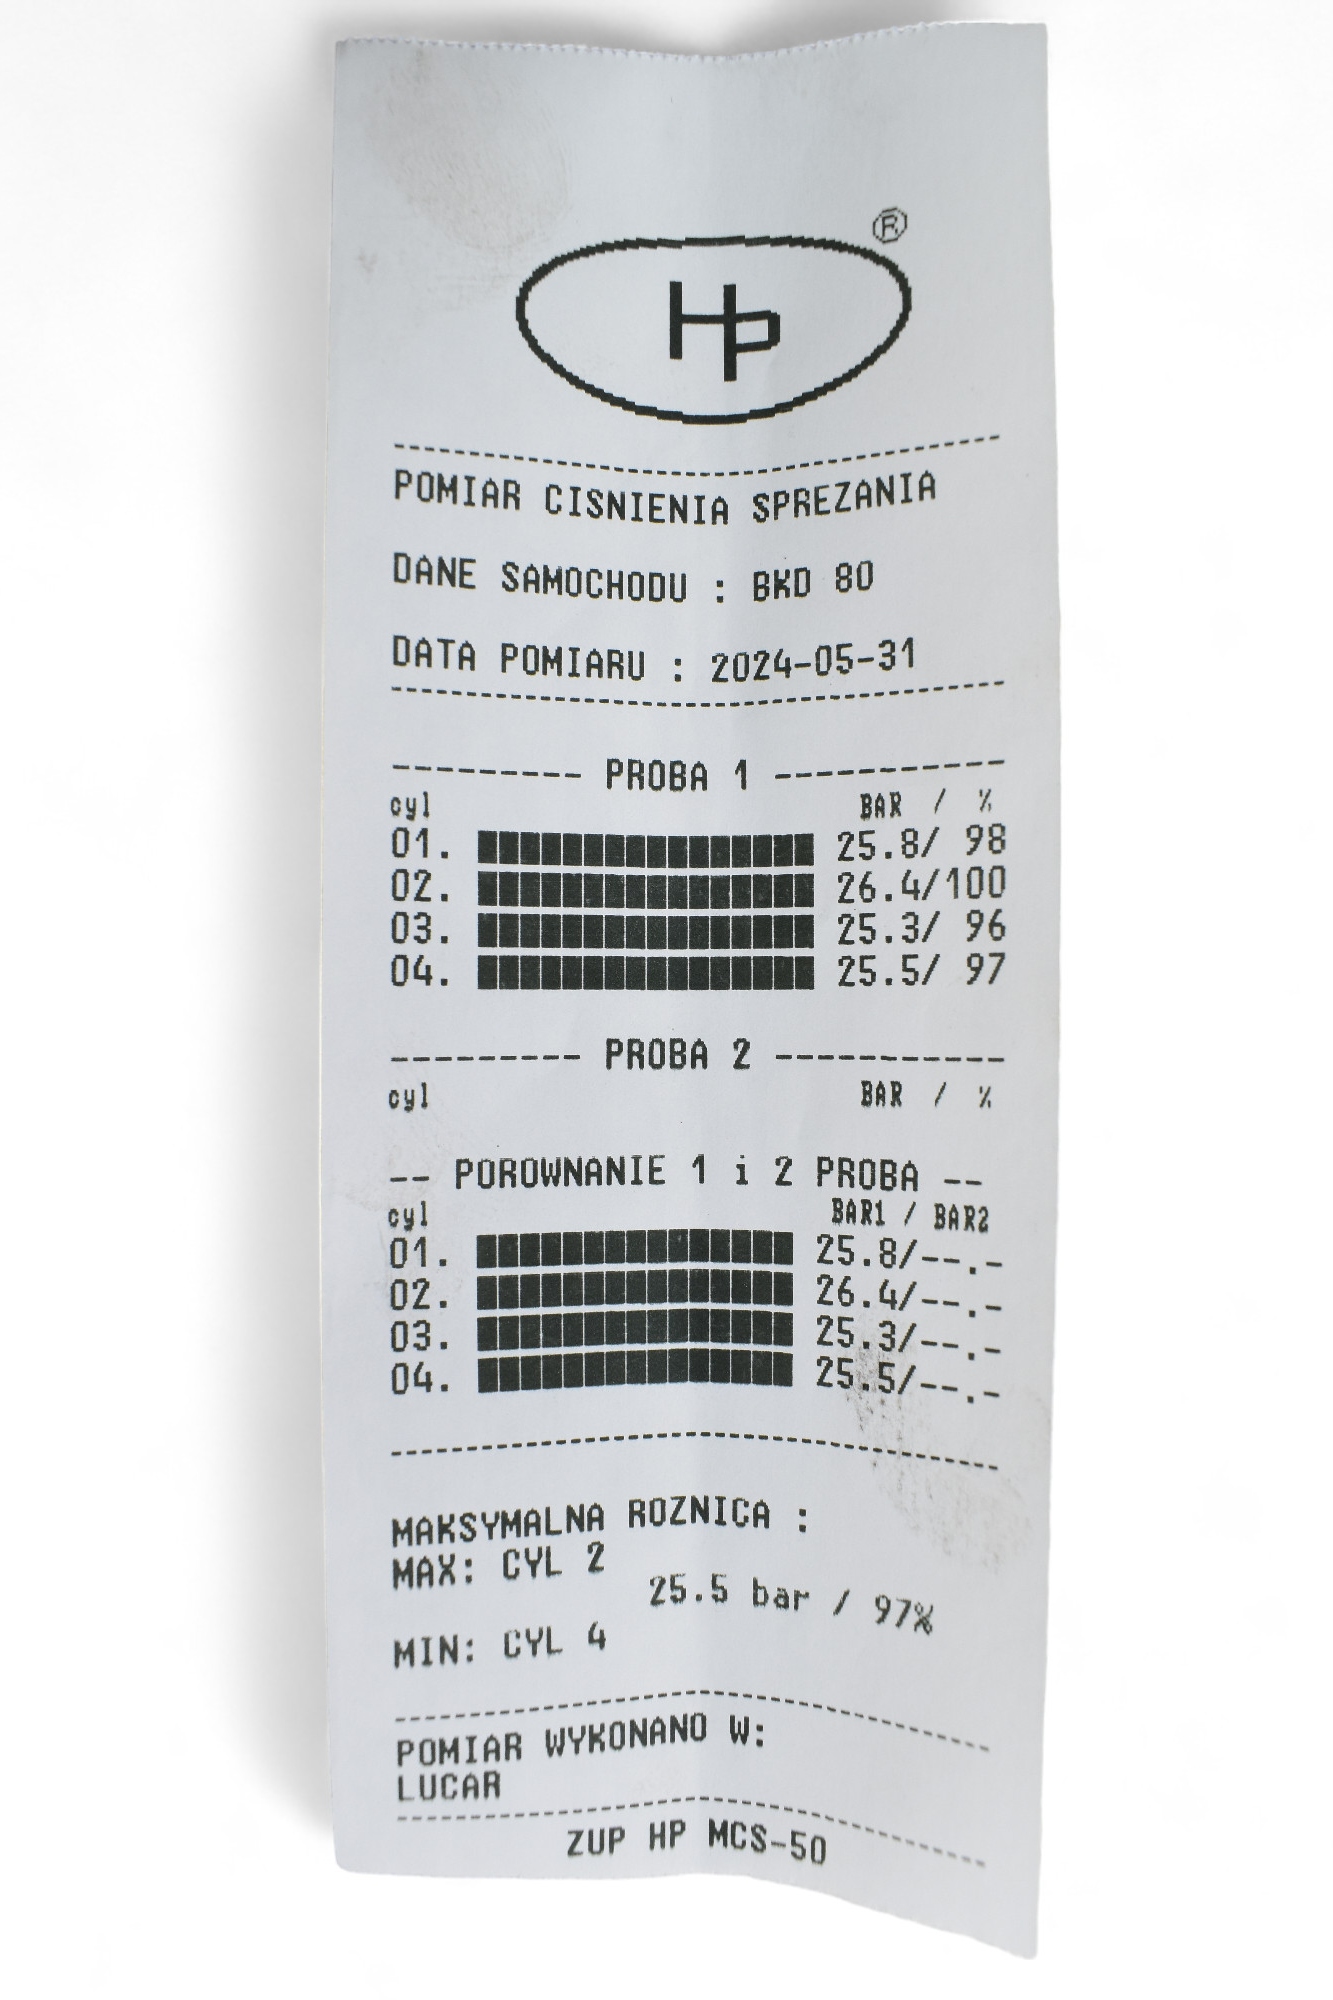 HP ®
POMIAR CISNIENIA SPREZANIA
DANE SAMOCHODU : BKD 80
DATA POMIARU : 2024-05-31
--------- PROBA 1 -----------
cyl BAR / %
01. 25.8/ 98
02. 26.4/100
03. 25.3/ 96
04. 25.5/ 97
--------- PROBA 2 -----------
cyl BAR / %
-- POROWNANIE 1 i 2 PROBA --
cyl BAR1 / BAR2
01. 25.8/--.-
02. 26.4/--.-
03. 25.3/--.-
04. 25.5/--.-
MAKSYMALNA ROZNICA :
MAX: CYL 2
25.5 bar / 97%
MIN: CYL 4
POMIAR WYKONANO W:
LUCAR
ZUP HP MCS-50